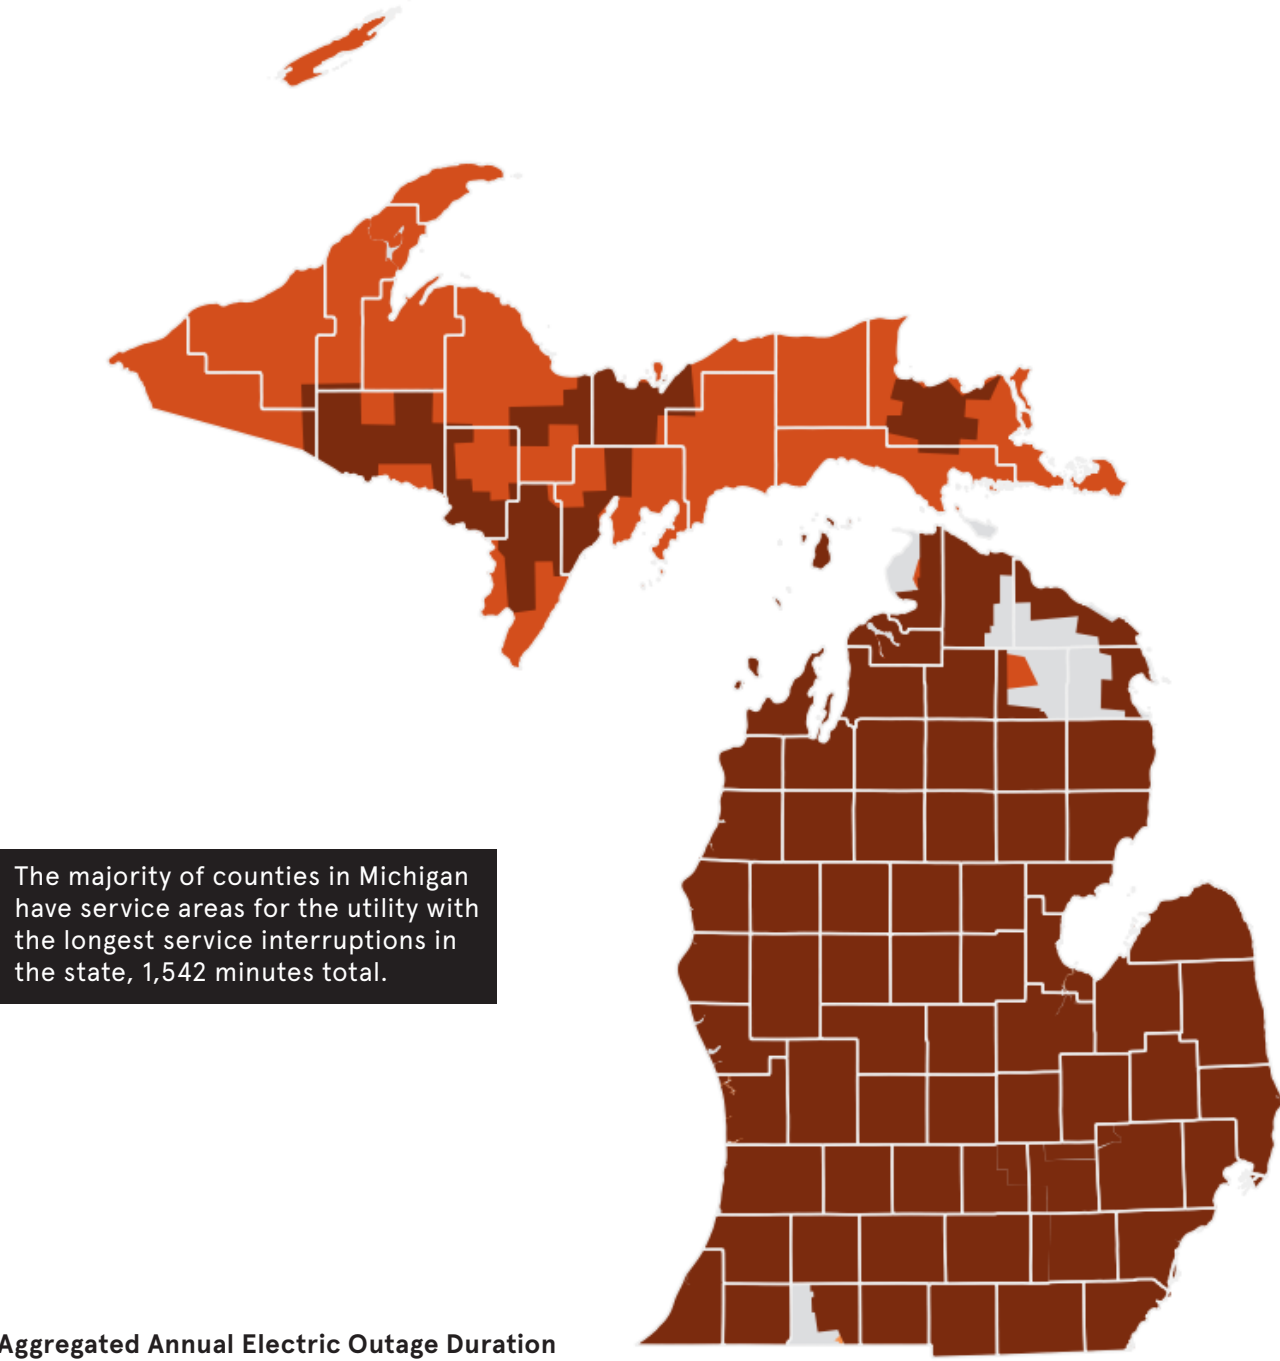 The majority of counties in Michigan
have service areas for the utility with
the longest service interruptions in
the state, 1,542 minutes total.
Aggregated Annual Electric Outage Duration